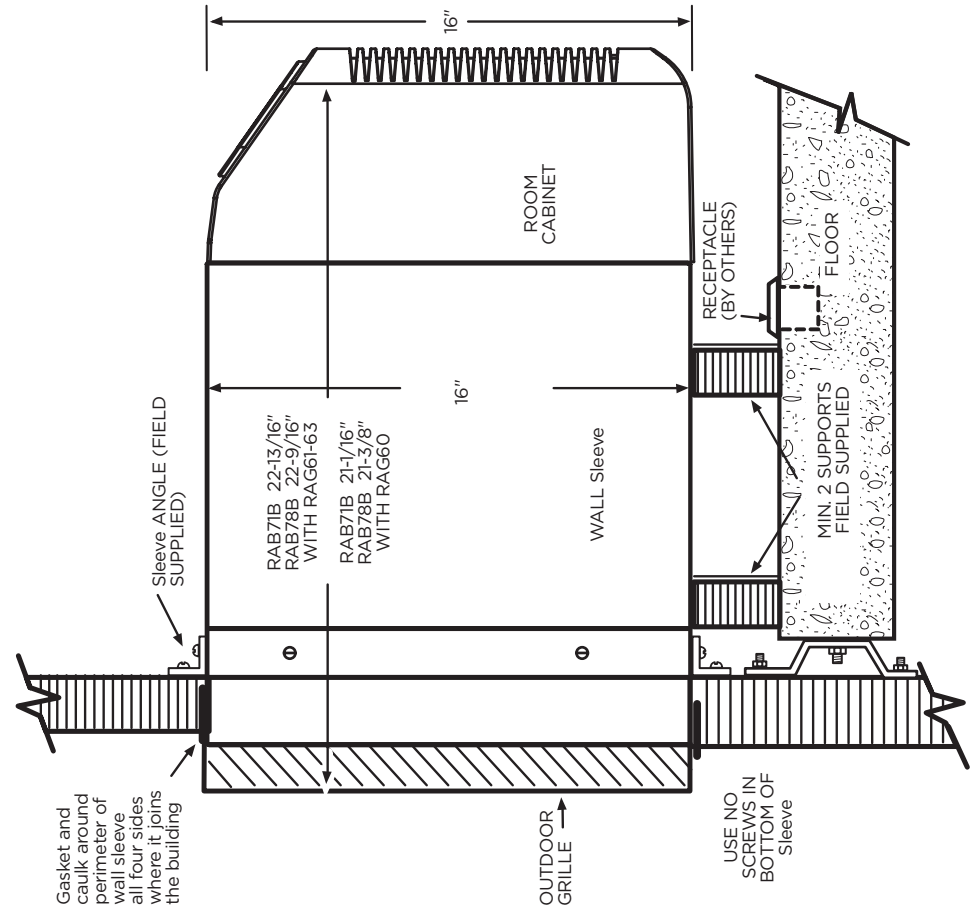 Gasket and
caulk around
perimeter of
wall sleeve
all four sides
where it joins
the building
Sleeve ANGLE (FIELD
SUPPLIED)
16"
RAB71B 22-13/16"
RAB78B 22-9/16"
WITH RAG61-63
RAB71B 21-1/16"
RAB78B 21-3/8"
WITH RAG60
16"
ROOM
CABINET
WALL Sleeve
OUTDOOR
GRILLE
RECEPTACLE
(BY OTHERS)
USE NO
SCREWS IN
BOTTOM OF
Sleeve
MIN. 2 SUPPORTS
FIELD SUPPLIED
FLOOR